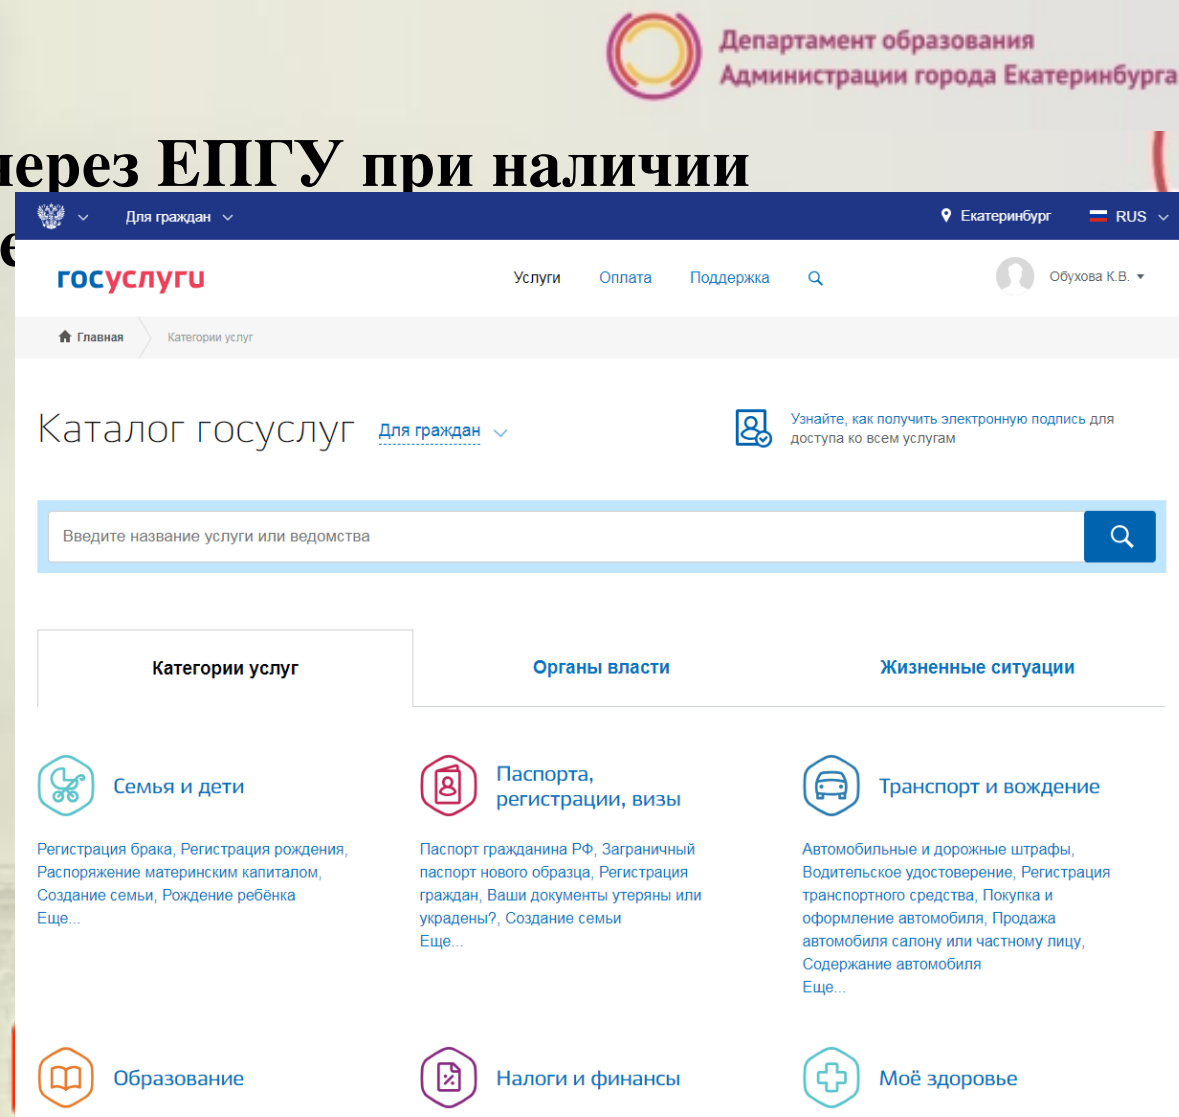 Департамент образования
Администрации города Екатеринбурга
через ЕПГУ при наличии
Для граждан
Екатеринбург
RUS
госуслуги
Услуги
Оплата
Поддержка
Обухова К.В.
Главная
Категории услуг
Каталог госуслуг
Для граждан
Узнайте, как получить электронную подпись для
доступа ко всем услугам
Введите название услуги или ведомства
Категории услуг
Органы власти
Жизненные ситуации
Семья и дети
Регистрация брака, Регистрация рождения,
Распоряжение материнским капиталом,
Создание семьи, Рождение ребёнка
Еще...
Паспорта,
регистрации, визы
Паспорт гражданина РФ, Заграничный
паспорт нового образца, Регистрация
граждан, Ваши документы утеряны или
украдены?, Создание семьи
Еще...
Транспорт и вождение
Автомобильные и дорожные штрафы,
Водительское удостоверение, Регистрация
транспортного средства, Покупка и
оформление автомобиля, Продажа
автомобиля салону или частному лицу,
Содержание автомобиля
Еще...
Образование
Налоги и финансы
Моё здоровье